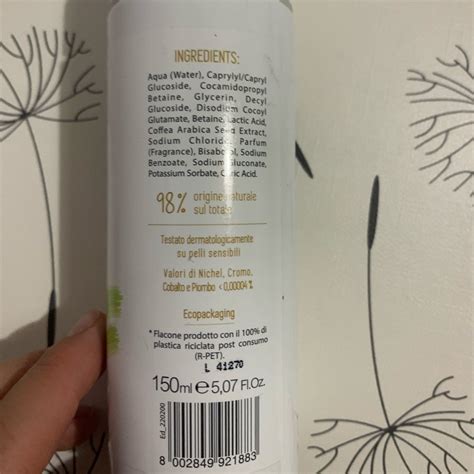 INGREDIENTS:
Aqua (Water), Caprylyl/Capryl
Glucoside, Cocamidopropyl
Betaine, Glycerin, Decyl
Glucoside, Disodium Cocoyl
Glutamate, Betaine, Lactic Acid,
Coffea Arabica Seed Extract,
Sodium Chloride, Parfum
(Fragrance), Bisabolol, Sodium
Benzoate, Sodium Gluconate,
Potassium Sorbate, Citric Acid.
98% origine naturale
sul totale
Testato dermatologicamente
su pelli sensibili
Valori di Nichel, Cromo,
Cobalto e Piombo < 0,00004 %
Ecopackaging
*Flacone prodotto con il 100% di
plastica riciclata post consumo
(R-PET).
L 41270
150ml e 5,07 Fl.Oz.
Ed_220200
8 002849 921883